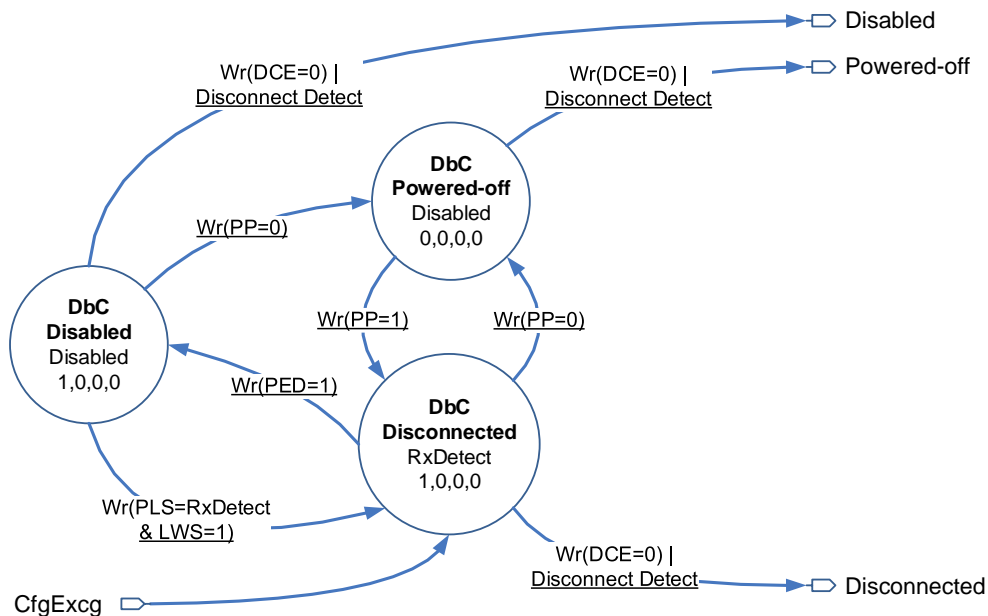 Disabled
Powered-off
Wr(DCE=0) |
Disconnect Detect
Wr(DCE=0) |
Disconnect Detect
DbC
Powered-off
Disabled
0,0,0,0
Wr(PP=0)
DbC
Disabled
Disabled
1,0,0,0
Wr(PP=1)
Wr(PP=0)
Wr(PED=1)
DbC
Disconnected
RxDetect
1,0,0,0
Wr(PLS=RxDetect
& LWS=1)
Wr(DCE=0) |
Disconnect Detect
Disconnected
CfgExcg